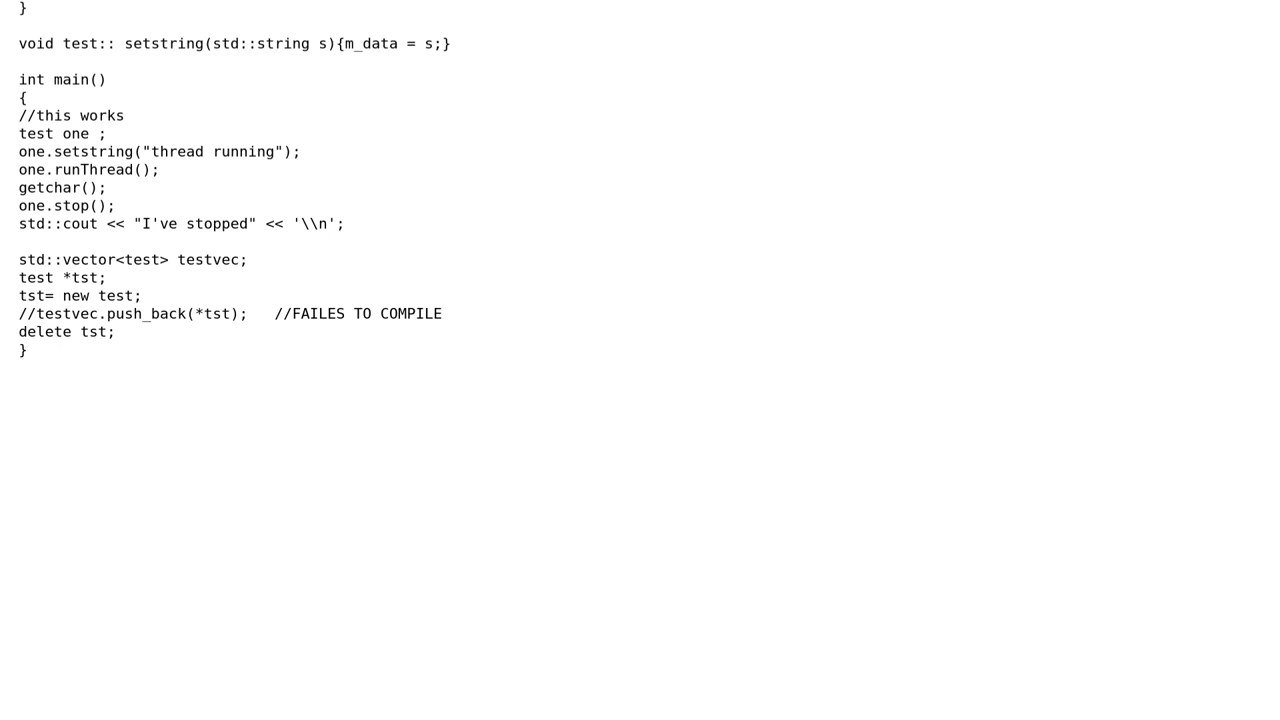 }
void test:: setstring(std::string s){m_data = s;}
int main()
{
//this works
test one ;
one.setstring("thread running");
one.runThread();
getchar();
one.stop();
std::cout << "I've stopped" << '\\n';
std::vector<test> testvec;
test *tst;
tst= new test;
//testvec.push_back(*tst);   //FAILES TO COMPILE
delete tst;
}